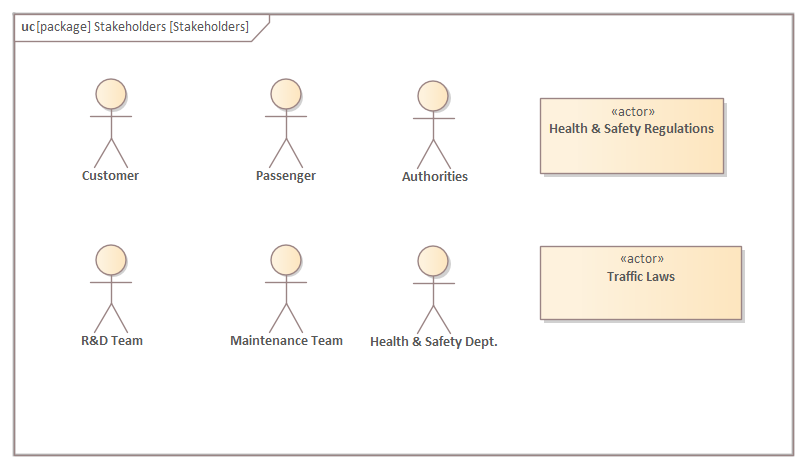 uc [package] Stakeholders [Stakeholders]
Customer
Passenger
Authorities
«actor»
Health & Safety Regulations
R&D Team
Maintenance Team
Health & Safety Dept.
«actor»
Traffic Laws